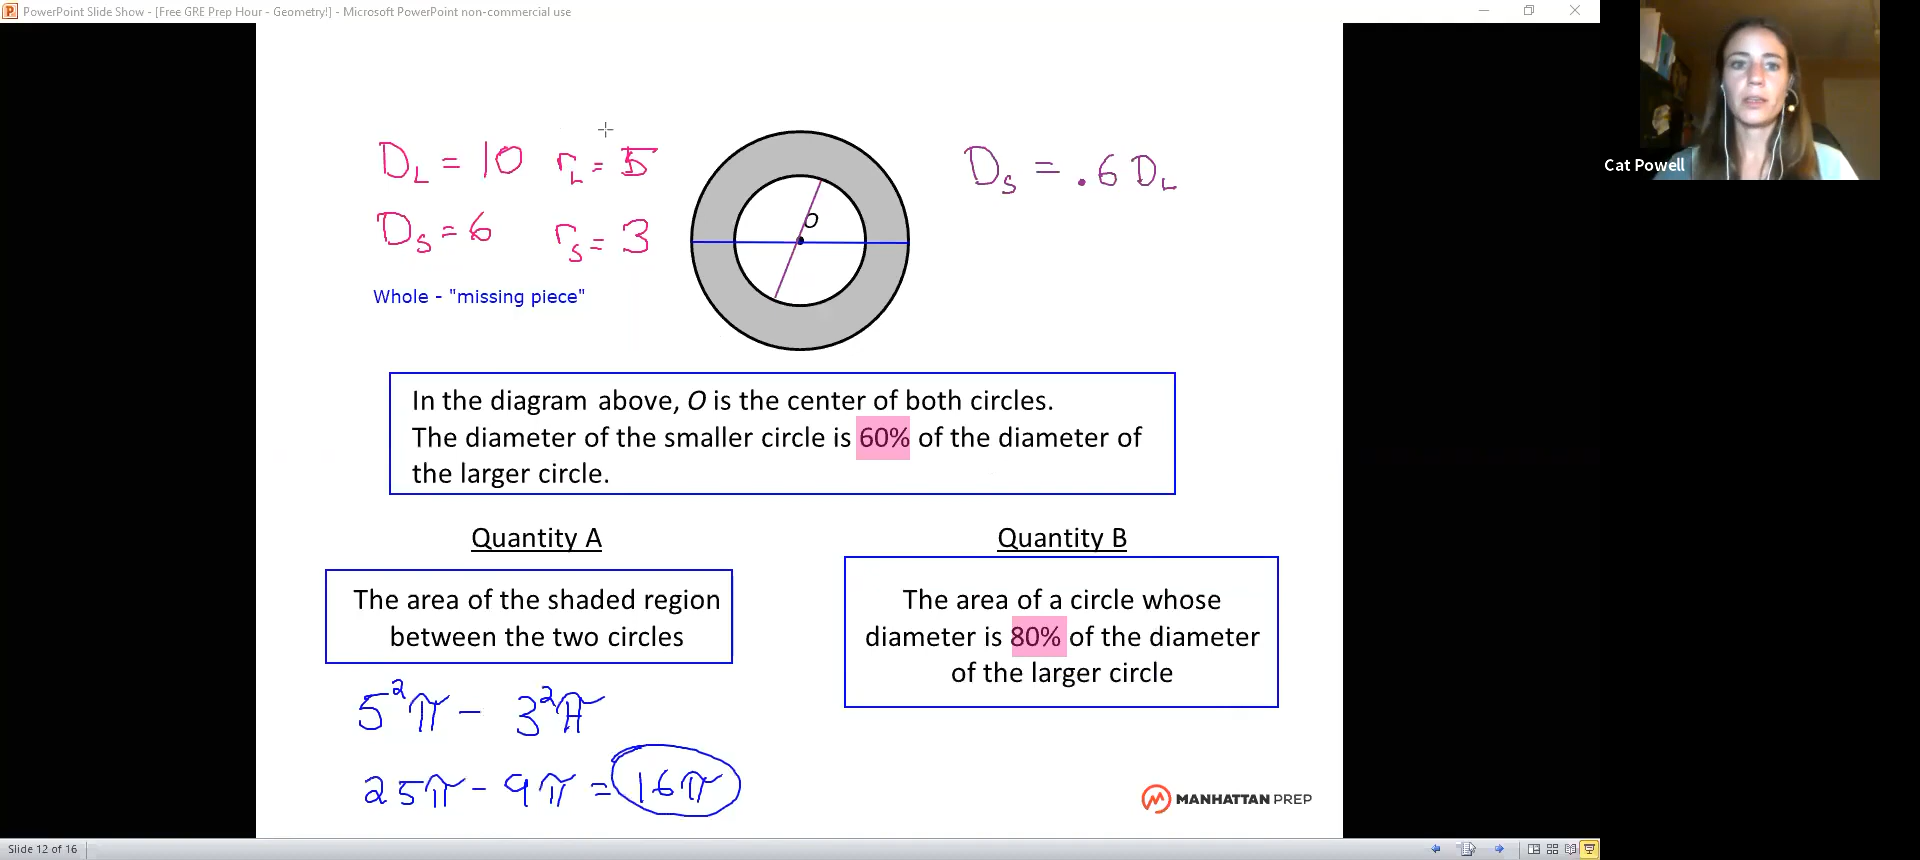 PowerPoint Slide Show - [Free GRE Prep Hour - Geometry!] - Microsoft PowerPoint non-commercial use
Cat Powell
D_L = 10 r_L = 5
D_S = 6 r_S = 3
Whole - "missing piece"
O
D_S = .6 D_L
In the diagram above, O is the center of both circles.
The diameter of the smaller circle is 60% of the diameter of
the larger circle.
Quantity A
The area of the shaded region
between the two circles
5²π - 3²π
25π - 9π = 16π
Quantity B
The area of a circle whose
diameter is 80% of the diameter
of the larger circle
MANHATTAN PREP
Slide 12 of 16